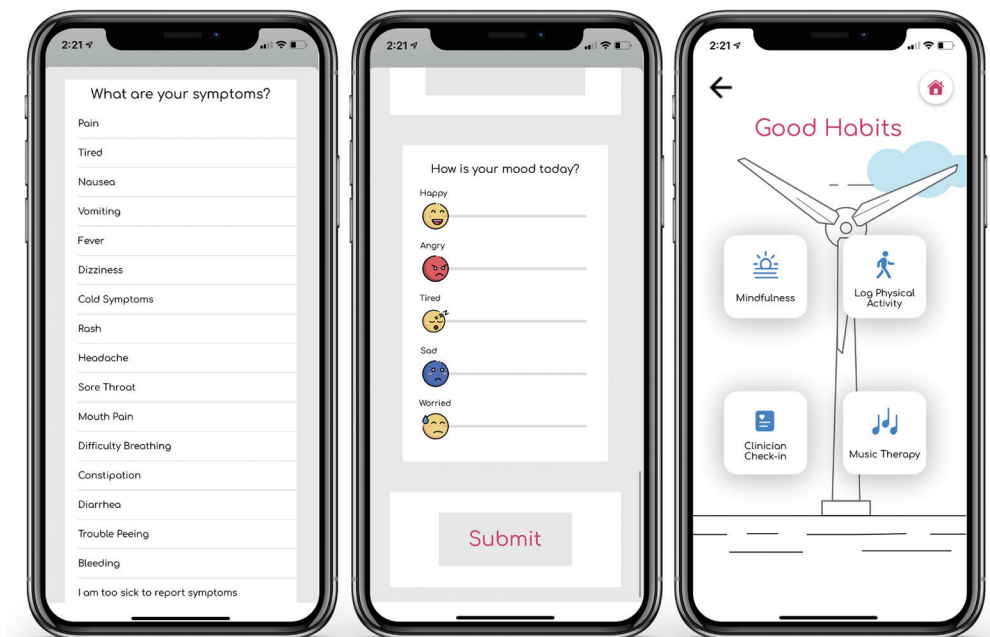 2:21
What are your symptoms?
Pain
Tired
Nausea
Vomiting
Fever
Dizziness
Cold Symptoms
Rash
Headache
Sore Throat
Mouth Pain
Difficulty Breathing
Constipation
Diarrhea
Trouble Peeing
Bleeding
I am too sick to report symptoms
2:21
How is your mood today?
Happy
Angry
Tired
Sad
Worried
Submit
2:21
Good Habits
Mindfulness
Log Physical
Activity
Clinician
Check-in
Music Therapy